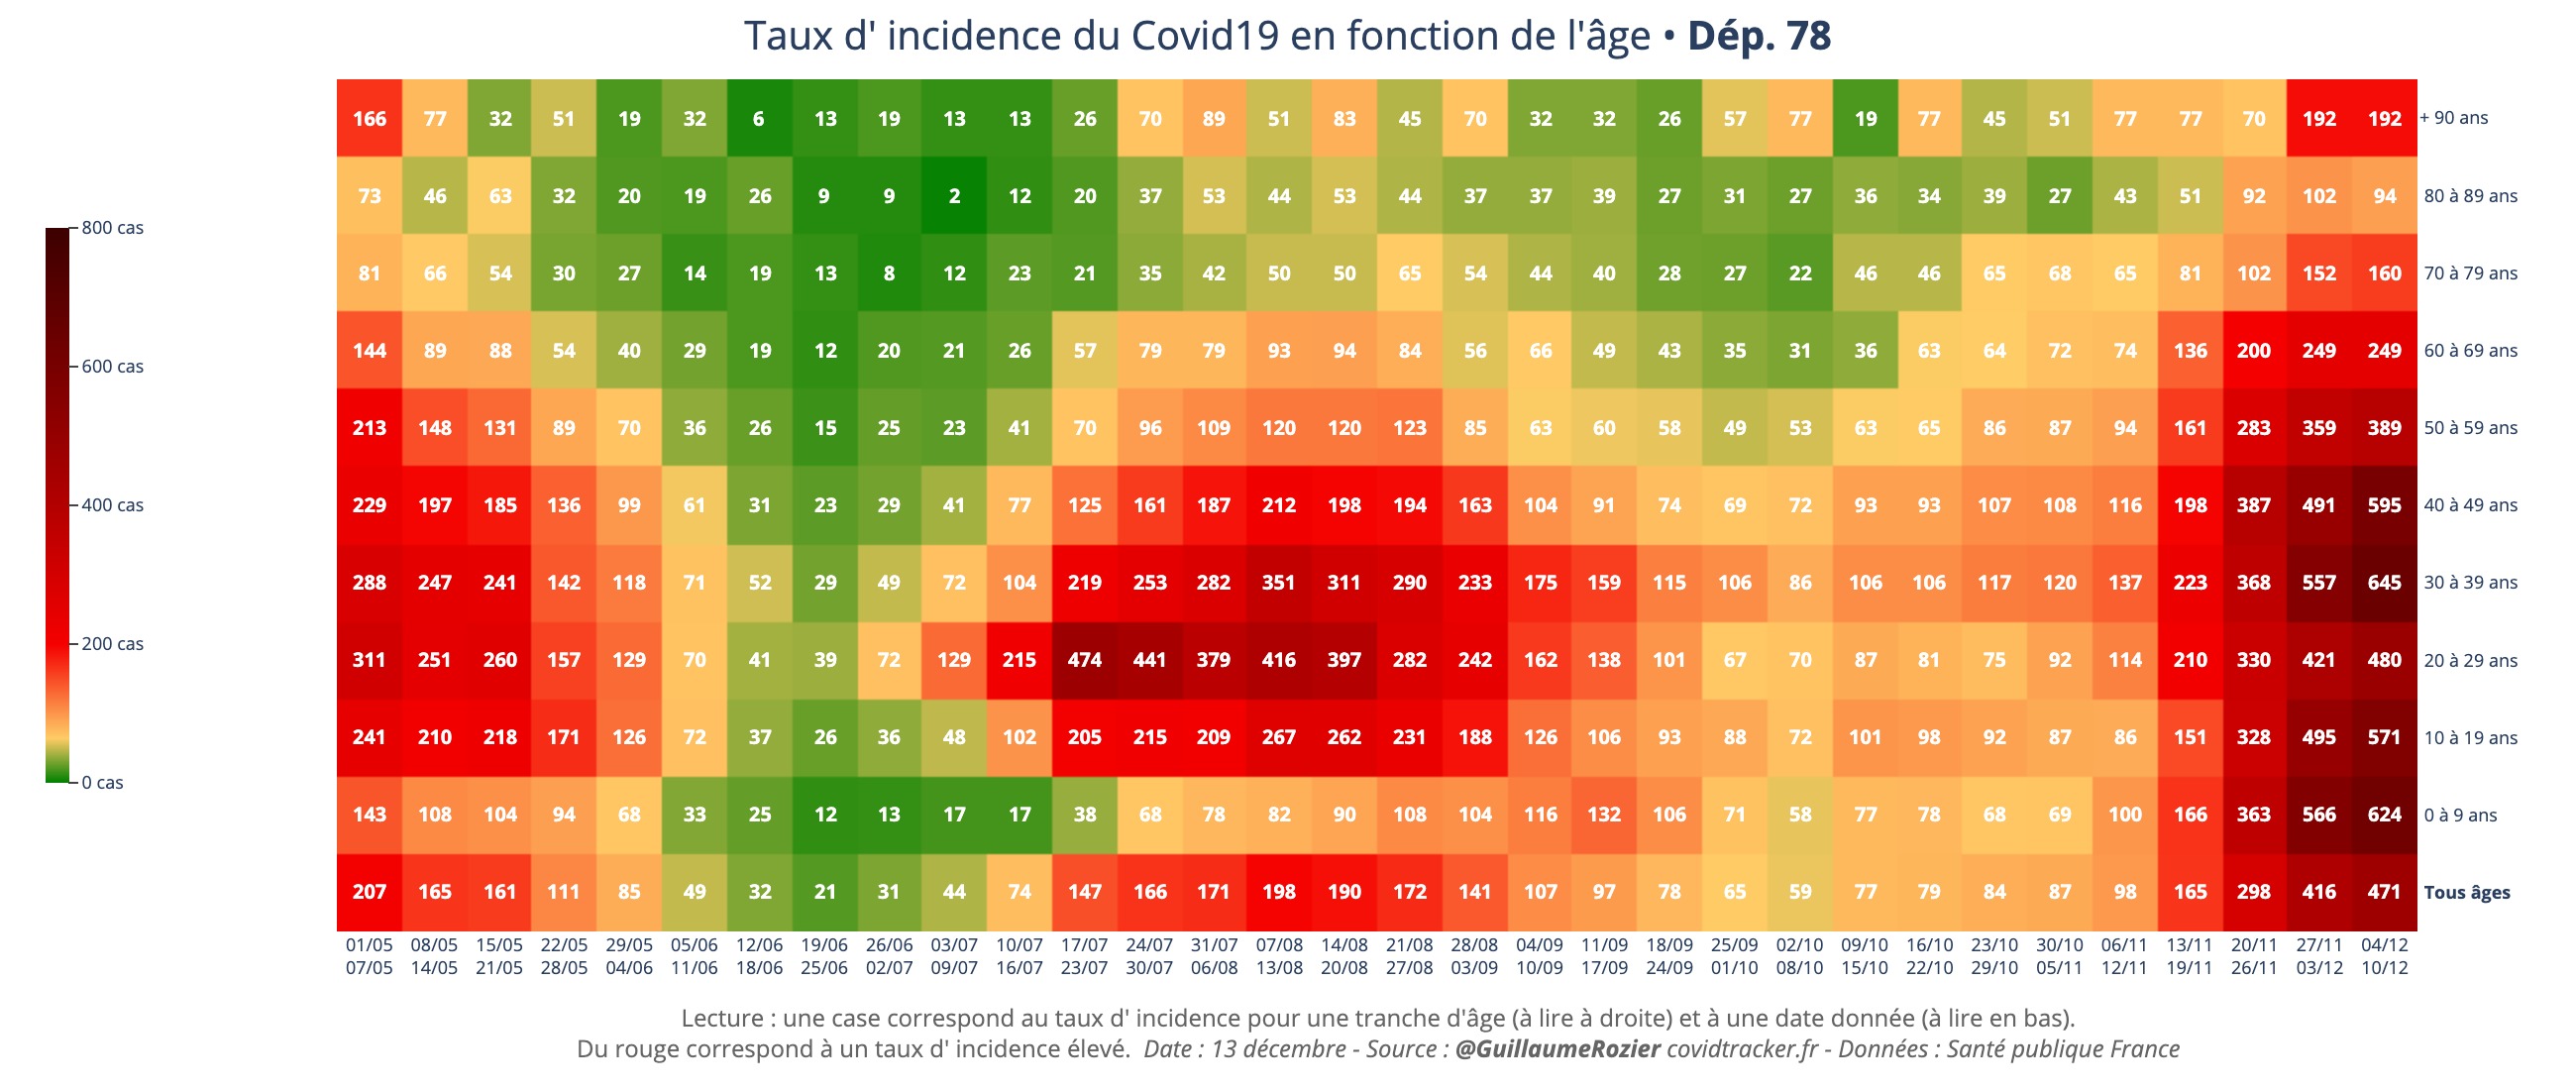 Taux d' incidence du Covid19 en fonction de l'âge • Dép. 78
800 cas
600 cas
400 cas
200 cas
0 cas
166 77 32 51 19 32 6 13 19 13 13 26 70 89 51 83 45 70 32 32 26 57 77 19 77 45 51 77 77 70 192 192 + 90 ans
73 46 63 32 20 19 26 9 9 2 12 20 37 53 44 53 44 37 37 39 27 31 27 36 34 39 27 43 51 92 102 94 80 à 89 ans
81 66 54 30 27 14 19 13 8 12 23 21 35 42 50 50 65 54 44 40 28 27 22 46 46 65 68 65 81 102 152 160 70 à 79 ans
144 89 88 54 40 29 19 12 20 21 26 57 79 79 93 94 84 56 66 49 43 35 31 36 63 64 72 74 136 200 249 249 60 à 69 ans
213 148 131 89 70 36 26 15 25 23 41 70 96 109 120 120 123 85 63 60 58 49 53 63 65 86 87 94 161 283 359 389 50 à 59 ans
229 197 185 136 99 61 31 23 29 41 77 125 161 187 212 198 194 163 104 91 74 69 72 93 93 107 108 116 198 387 491 595 40 à 49 ans
288 247 241 142 118 71 52 29 49 72 104 219 253 282 351 311 290 233 175 159 115 106 86 106 106 117 120 137 223 368 557 645 30 à 39 ans
311 251 260 157 129 70 41 39 72 129 215 474 441 379 416 397 282 242 162 138 101 67 70 87 81 75 92 114 210 330 421 480 20 à 29 ans
241 210 218 171 126 72 37 26 36 48 102 205 215 209 267 262 231 188 126 106 93 88 72 101 98 92 87 86 151 328 495 571 10 à 19 ans
143 108 104 94 68 33 25 12 13 17 17 38 68 78 82 90 108 104 116 132 106 71 58 77 78 68 69 100 166 363 566 624 0 à 9 ans
207 165 161 111 85 49 32 21 31 44 74 147 166 171 198 190 172 141 107 97 78 65 59 77 79 84 87 98 165 298 416 471 Tous âges
01/05 08/05 15/05 22/05 29/05 05/06 12/06 19/06 26/06 03/07 10/07 17/07 24/07 31/07 07/08 14/08 21/08 28/08 04/09 11/09 18/09 25/09 02/10 09/10 16/10 23/10 30/10 06/11 13/11 20/11 27/11 04/12
07/05 14/05 21/05 28/05 04/06 11/06 18/06 25/06 02/07 09/07 16/07 23/07 30/07 06/08 13/08 20/08 27/08 03/09 10/09 17/09 24/09 01/10 08/10 15/10 22/10 29/10 05/11 12/11 19/11 26/11 03/12 10/12
Lecture : une case correspond au taux d' incidence pour une tranche d'âge (à lire à droite) et à une date donnée (à lire en bas).
Du rouge correspond à un taux d' incidence élevé. Date : 13 décembre - Source : @GuillaumeRozier covidtracker.fr - Données : Santé publique France